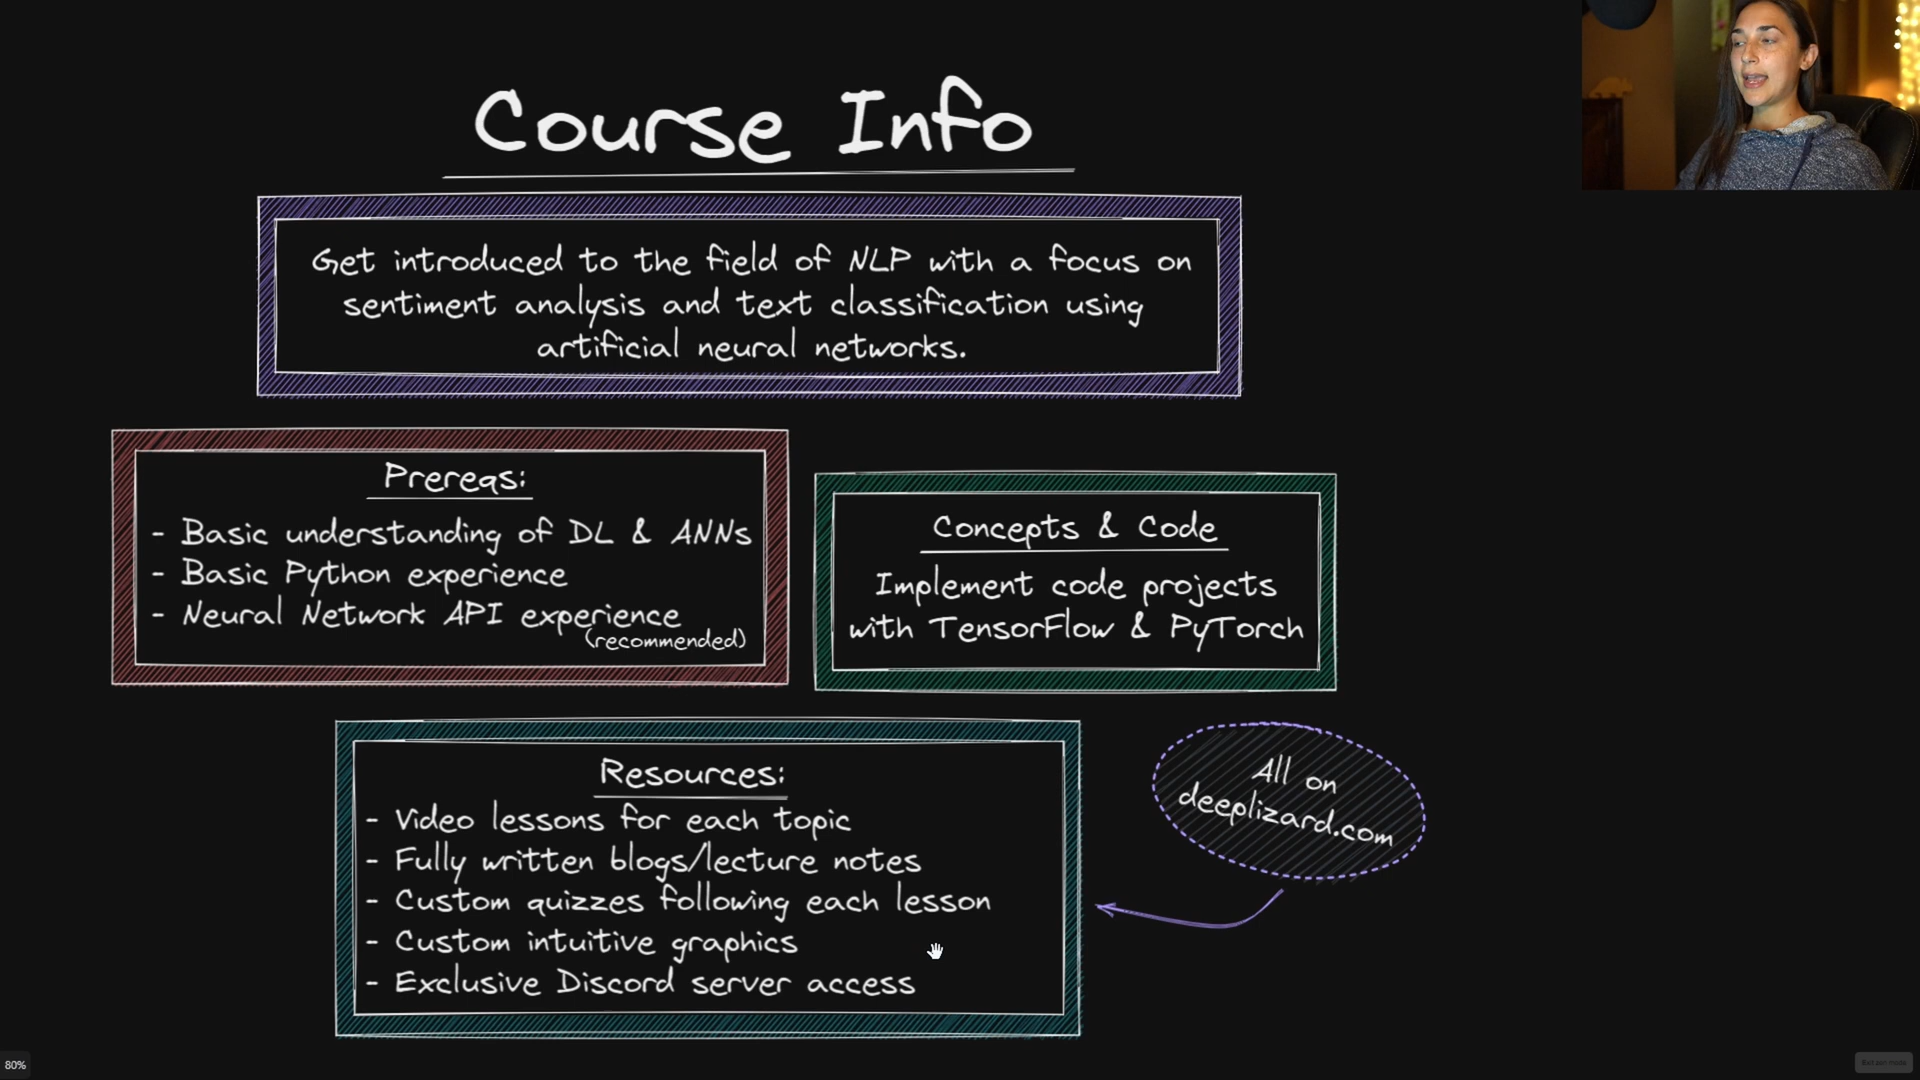 Course Info
Get introduced to the field of NLP with a focus on
sentiment analysis and text classification using
artificial neural networks.
Prereqs:
- Basic understanding of DL & ANNs
- Basic Python experience
- Neural Network API experience
(recommended)
Concepts & Code
Implement code projects
with TensorFlow & PyTorch
Resources:
- Video lessons for each topic
- Fully written blogs/lecture notes
- Custom quizzes following each lesson
- Custom intuitive graphics
- Exclusive Discord server access
All on
deeplizard.com
80%
Exit zen mode